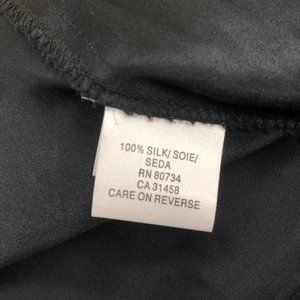 100% SILK/ SOIE/
SEDA
RN 80734
CA 31458
CARE ON REVERSE